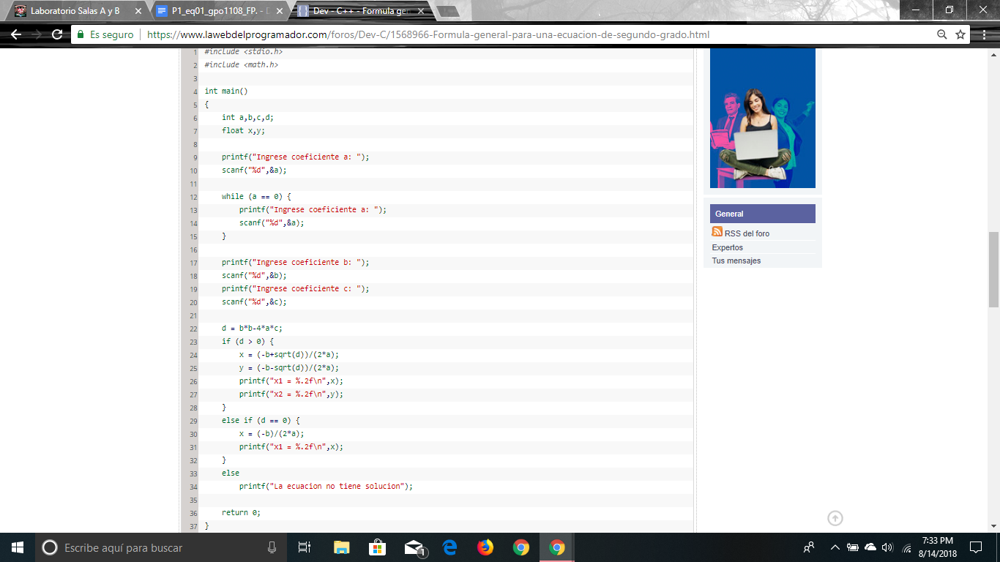 Laboratorio Salas A y B
P1_eq01_gpo1108_FP. -
Dev - C++ - Formula ge
Es seguro
https://www.lawebdelprogramador.com/foros/Dev-C/1568966-Formula-general-para-una-ecuacion-de-segundo-grado.html
1 #include <stdio.h>
2 #include <math.h>
3
4 int main()
5 {
6 int a,b,c,d;
7 float x,y;
8
9 printf("Ingrese coeficiente a: ");
10 scanf("%d",&a);
11
12 while (a == 0) {
13 printf("Ingrese coeficiente a: ");
14 scanf("%d",&a);
15 }
16
17 printf("Ingrese coeficiente b: ");
18 scanf("%d",&b);
19 printf("Ingrese coeficiente c: ");
20 scanf("%d",&c);
21
22 d = b*b-4*a*c;
23 if (d > 0) {
24 x = (-b+sqrt(d))/(2*a);
25 y = (-b-sqrt(d))/(2*a);
26 printf("x1 = %.2f\n",x);
27 printf("x2 = %.2f\n",y);
28 }
29 else if (d == 0) {
30 x = (-b)/(2*a);
31 printf("x1 = %.2f\n",x);
32 }
33 else
34 printf("La ecuacion no tiene solucion");
35
36 return 0;
37 }
General
RSS del foro
Expertos
Tus mensajes
Escribe aquí para buscar
1
7:33 PM
8/14/2018